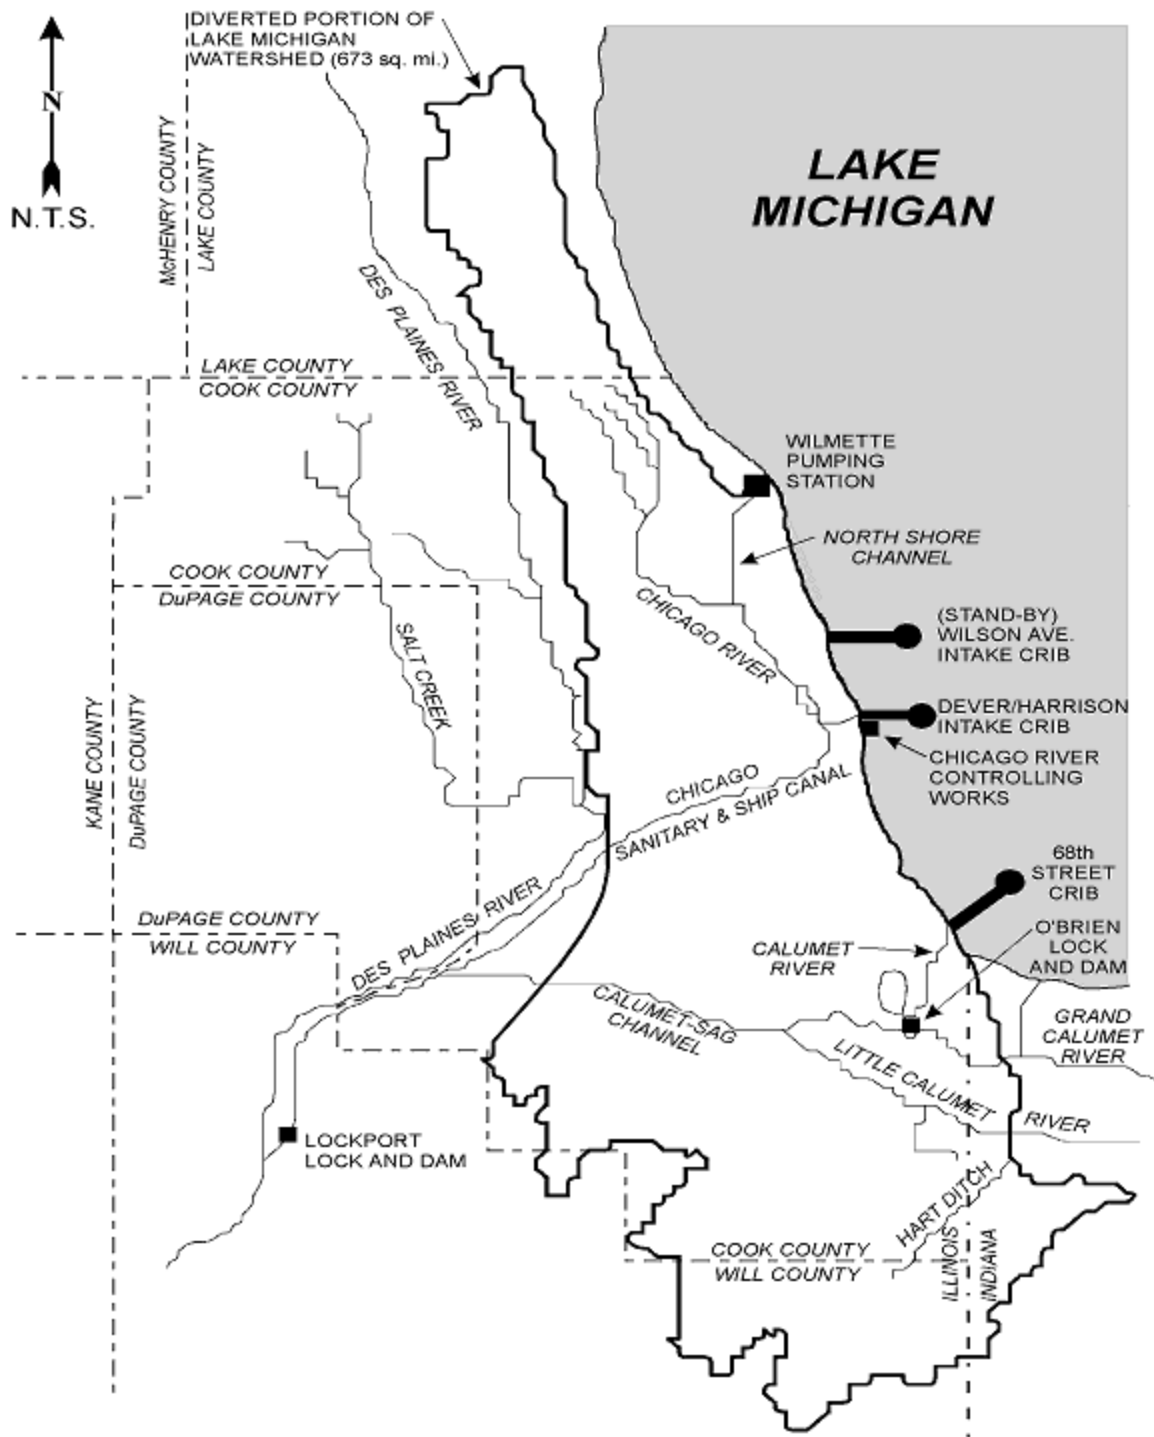 DIVERTED PORTION OF
LAKE MICHIGAN
WATERSHED (673 sq. mi.)
N
N.T.S.
McHENRY COUNTY
LAKE COUNTY
LAKE
MICHIGAN
DES PLAINES RIVER
LAKE COUNTY
COOK COUNTY
WILMETTE
PUMPING
STATION
NORTH SHORE
CHANNEL
COOK COUNTY
DuPAGE COUNTY
CHICAGO RIVER
(STAND-BY)
WILSON AVE.
INTAKE CRIB
SALT CREEK
KANE COUNTY
DuPAGE COUNTY
DEVER/HARRISON
INTAKE CRIB
CHICAGO RIVER
CONTROLLING
WORKS
CHICAGO
SANITARY & SHIP CANAL
68th
STREET
CRIB
DuPAGE COUNTY
WILL COUNTY
DES PLAINES RIVER
CALUMET
RIVER
O'BRIEN
LOCK
AND DAM
CALUMET-SAG
CHANNEL
GRAND
CALUMET
RIVER
LITTLE CALUMET RIVER
LOCKPORT
LOCK AND DAM
HART DITCH
COOK COUNTY
WILL COUNTY
ILLINOIS
INDIANA